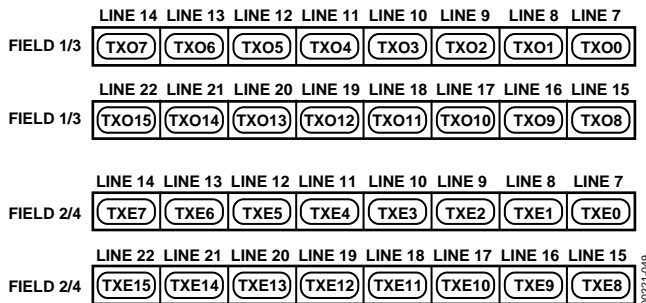 LINE 14 LINE 13 LINE 12 LINE 11 LINE 10 LINE 9 LINE 8 LINE 7
FIELD 1/3 TXO7 TXO6 TXO5 TXO4 TXO3 TXO2 TXO1 TXO0
LINE 22 LINE 21 LINE 20 LINE 19 LINE 18 LINE 17 LINE 16 LINE 15
FIELD 1/3 TXO15 TXO14 TXO13 TXO12 TXO11 TXO10 TXO9 TXO8
LINE 14 LINE 13 LINE 12 LINE 11 LINE 10 LINE 9 LINE 8 LINE 7
FIELD 2/4 TXE7 TXE6 TXE5 TXE4 TXE3 TXE2 TXE1 TXE0
LINE 22 LINE 21 LINE 20 LINE 19 LINE 18 LINE 17 LINE 16 LINE 15
FIELD 2/4 TXE15 TXE14 TXE13 TXE12 TXE11 TXE10 TXE9 TXE8